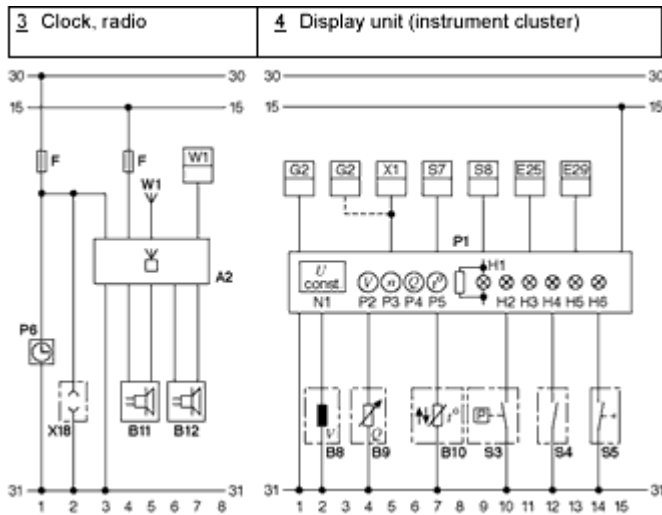 3 Clock, radio
4 Display unit (instrument cluster)
30 30 30 30
15 15 15 15
F F W1
W1
G2 G2 X1 S7 S8 E25 E29
P1
A2
U const
N1
V n Q t°
P2 P3 P4 P5
H1
H2 H3 H4 H5 H6
P6
X18 B11 B12
V Q t° P
B8 B9 B10 S3 S4 S5
31 31 31 31
1 2 3 4 5 6 7 8
1 2 3 4 5 6 7 8 9 10 11 12 13 14 15